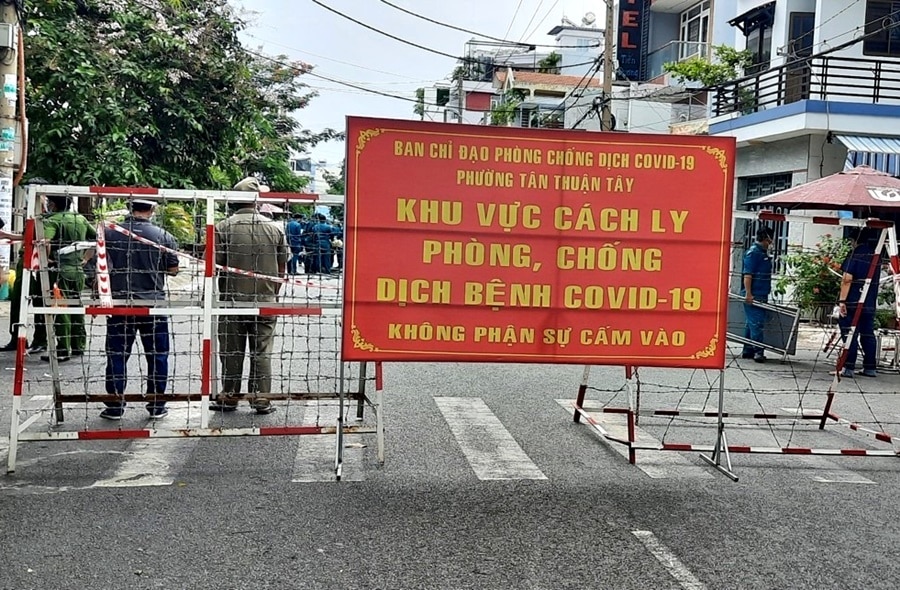 BAN CHỈ ĐẠO PHÒNG CHỐNG DỊCH COVID-19
PHƯỜNG TÂN THUẬN TÂY
KHU VỰC CÁCH LY
PHÒNG, CHỐNG
DỊCH BỆNH COVID-19
KHÔNG PHẬN SỰ CẤM VÀO
TEL